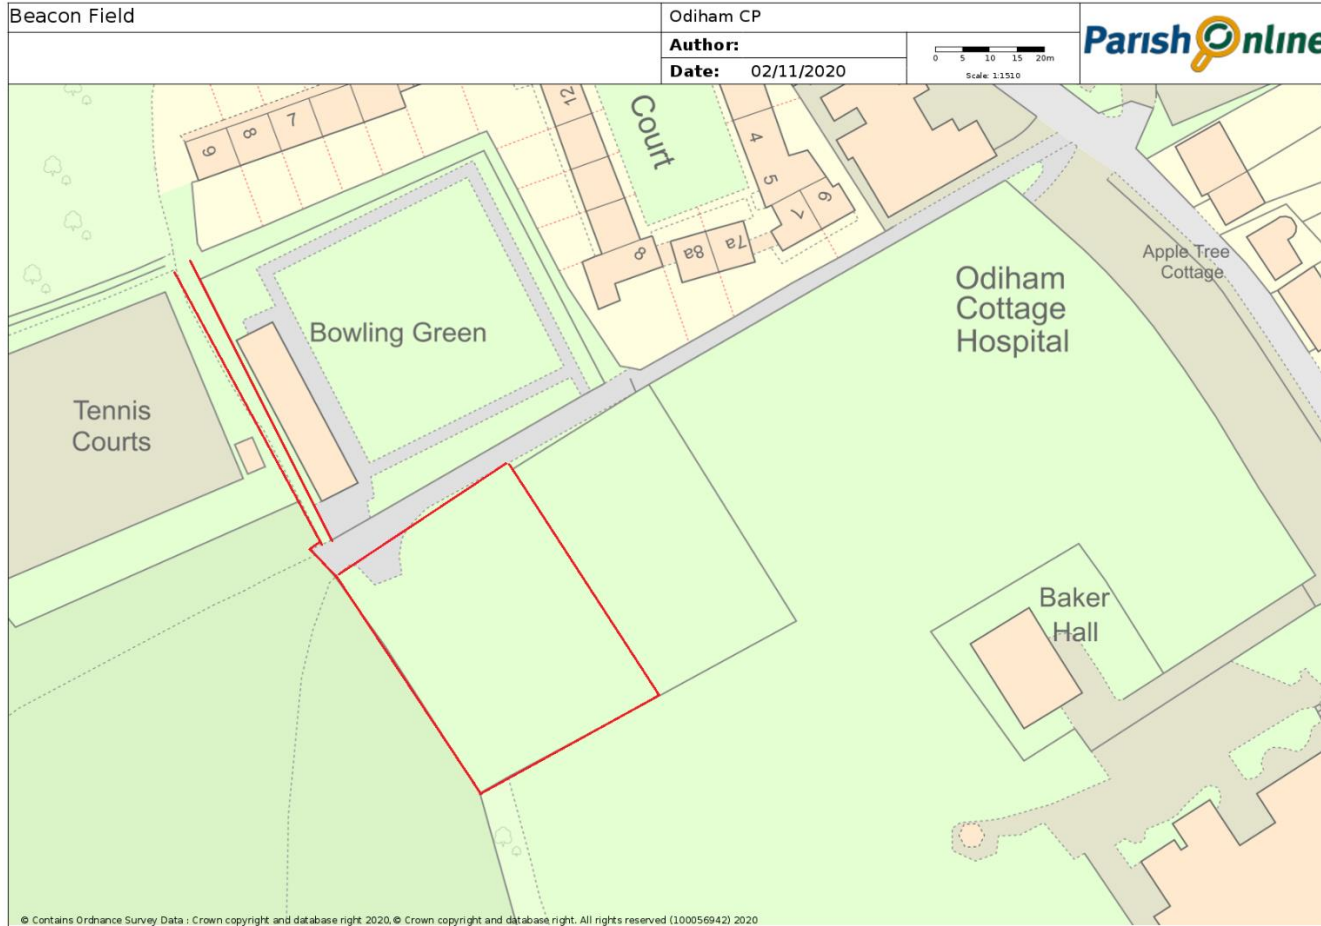 Beacon Field
Odiham CP
Author:
Date: 02/11/2020
0 5 10 15 20m
Scale: 1:1510
Parish Online
12
Court
4
5
6
7
7
8
9
8
8a
7a
Bowling Green
Tennis
Courts
Odiham
Cottage
Hospital
Apple Tree
Cottage
Baker
Hall
© Contains Ordnance Survey Data : Crown copyright and database right 2020,© Crown copyright and database right. All rights reserved (100056942) 2020